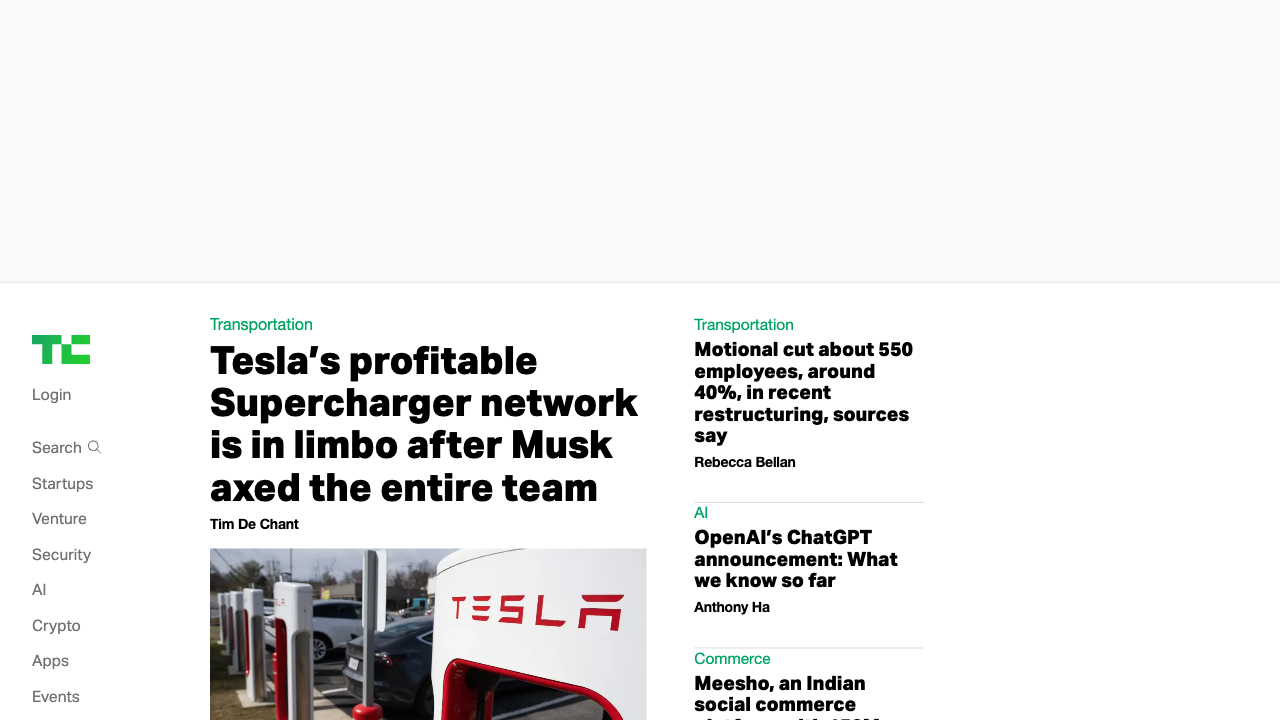 TC
Login
Search
Startups
Venture
Security
AI
Crypto
Apps
Events
Transportation
Tesla’s profitable
Supercharger network
is in limbo after Musk
axed the entire team
Tim De Chant
TESLA
Transportation
Motional cut about 550
employees, around
40%, in recent
restructuring, sources
say
Rebecca Bellan
AI
OpenAI’s ChatGPT
announcement: What
we know so far
Anthony Ha
Commerce
Meesho, an Indian
social commerce